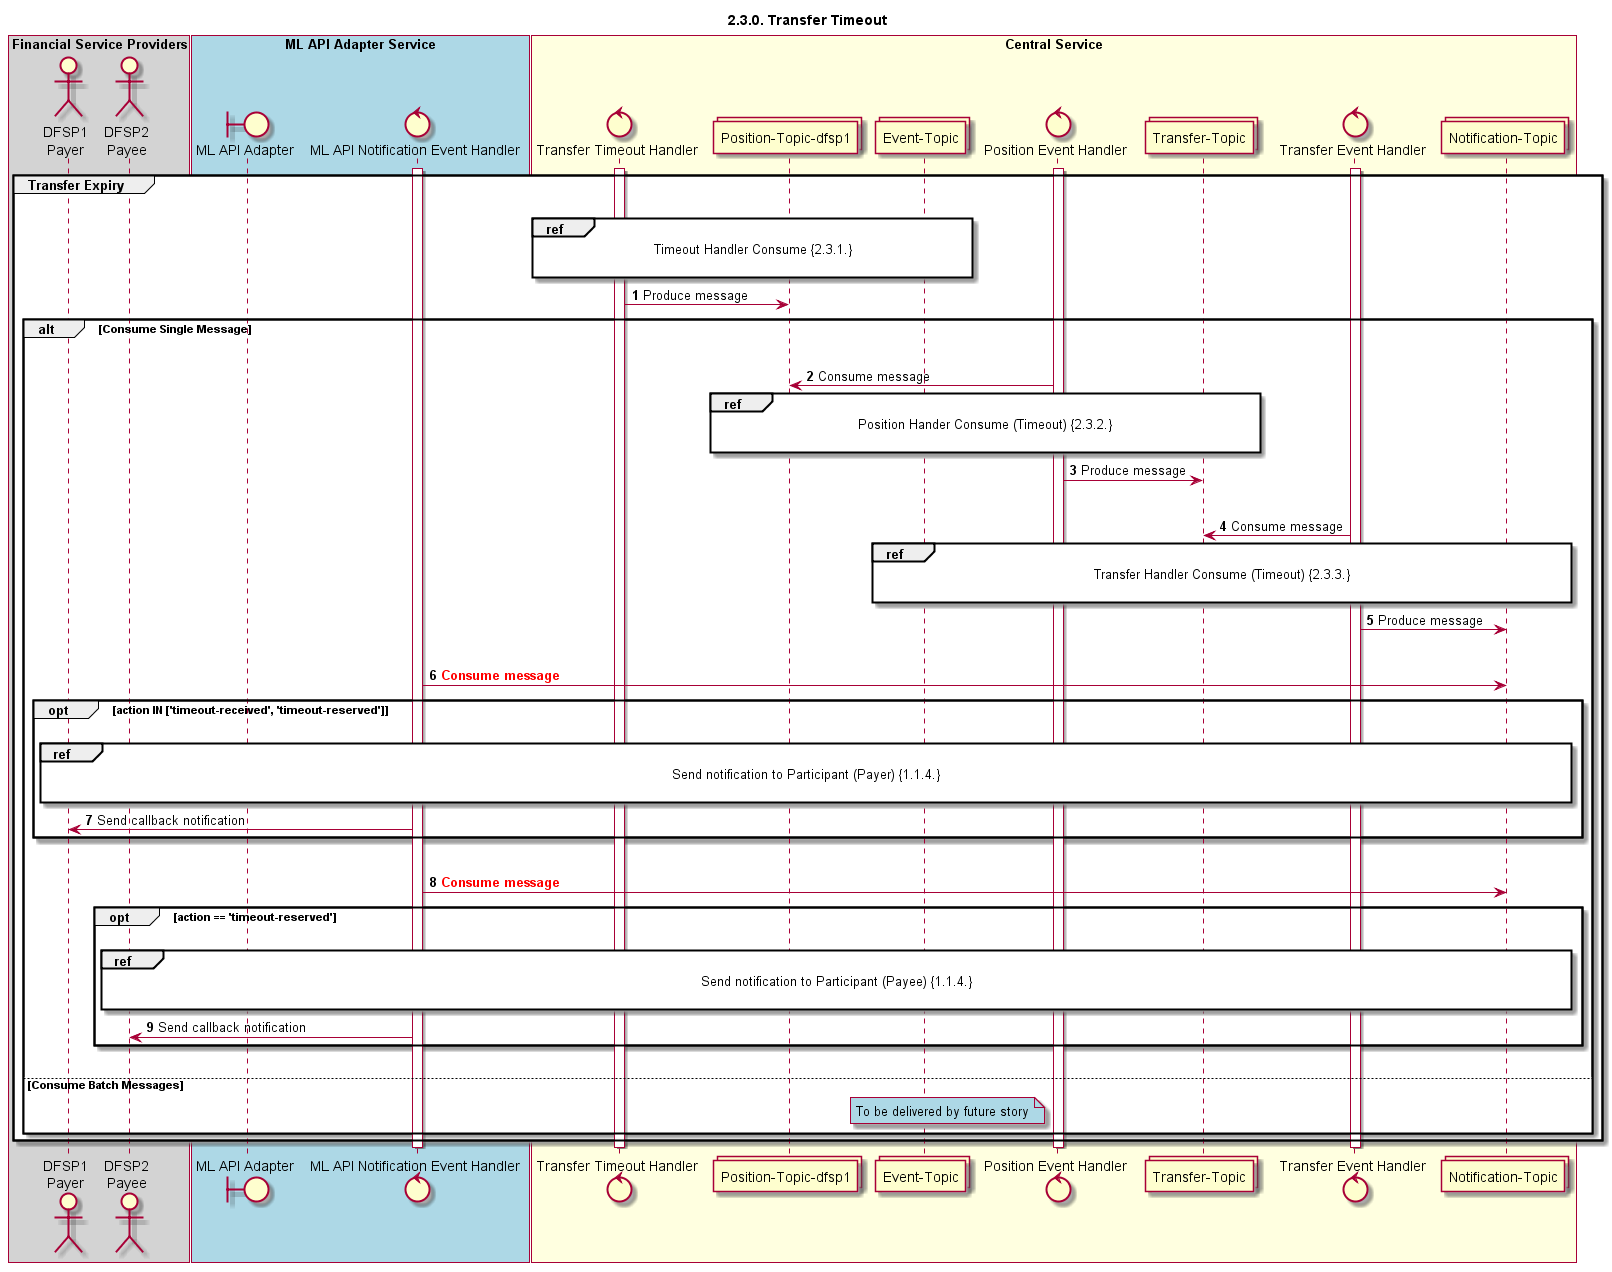 2.3.0. Transfer Timeout
Financial Service Providers
ML API Adapter Service
Central Service
DFSP1
Payer
DFSP2
Payee
ML API Adapter
ML API Notification Event Handler
Transfer Timeout Handler
Position-Topic-dfsp1
Event-Topic
Position Event Handler
Transfer-Topic
Transfer Event Handler
Notification-Topic
Transfer Expiry
ref
Timeout Handler Consume {2.3.1.}
1 Produce message
alt [Consume Single Message]
2 Consume message
ref
Position Hander Consume (Timeout) {2.3.2.}
3 Produce message
4 Consume message
ref
Transfer Handler Consume (Timeout) {2.3.3.}
5 Produce message
6 Consume message
opt [action IN ['timeout-received', 'timeout-reserved']]
ref
Send notification to Participant (Payer) {1.1.4.}
7 Send callback notification
8 Consume message
opt [action == 'timeout-reserved']
ref
Send notification to Participant (Payee) {1.1.4.}
9 Send callback notification
[Consume Batch Messages]
To be delivered by future story
DFSP1
Payer
DFSP2
Payee
ML API Adapter
ML API Notification Event Handler
Transfer Timeout Handler
Position-Topic-dfsp1
Event-Topic
Position Event Handler
Transfer-Topic
Transfer Event Handler
Notification-Topic